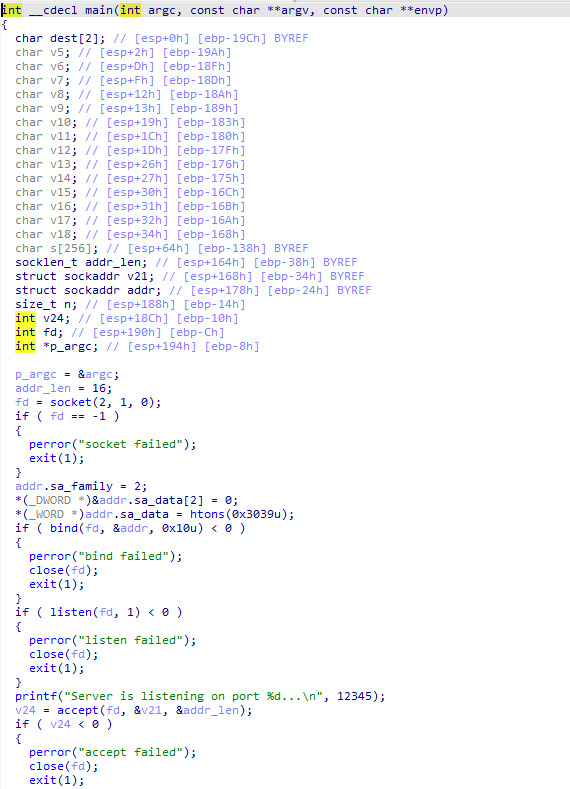 int __cdecl main(int argc, const char **argv, const char **envp)
{
  char dest[2]; // [esp+0h] [ebp-19Ch] BYREF
  char v5; // [esp+2h] [ebp-19Ah]
  char v6; // [esp+Dh] [ebp-18Fh]
  char v7; // [esp+Fh] [ebp-18Dh]
  char v8; // [esp+12h] [ebp-18Ah]
  char v9; // [esp+13h] [ebp-189h]
  char v10; // [esp+19h] [ebp-183h]
  char v11; // [esp+1Ch] [ebp-180h]
  char v12; // [esp+1Dh] [ebp-17Fh]
  char v13; // [esp+26h] [ebp-176h]
  char v14; // [esp+27h] [ebp-175h]
  char v15; // [esp+30h] [ebp-16Ch]
  char v16; // [esp+31h] [ebp-16Bh]
  char v17; // [esp+32h] [ebp-16Ah]
  char v18; // [esp+34h] [ebp-168h]
  char s[256]; // [esp+64h] [ebp-138h] BYREF
  socklen_t addr_len; // [esp+164h] [ebp-38h] BYREF
  struct sockaddr v21; // [esp+168h] [ebp-34h] BYREF
  struct sockaddr addr; // [esp+178h] [ebp-24h] BYREF
  size_t n; // [esp+188h] [ebp-14h]
  int v24; // [esp+18Ch] [ebp-10h]
  int fd; // [esp+190h] [ebp-Ch]
  int *p_argc; // [esp+194h] [ebp-8h]

  p_argc = &argc;
  addr_len = 16;
  fd = socket(2, 1, 0);
  if ( fd == -1 )
  {
    perror("socket failed");
    exit(1);
  }
  addr.sa_family = 2;
  *(_DWORD *)&addr.sa_data[2] = 0;
  *(_WORD *)addr.sa_data = htons(0x3039u);
  if ( bind(fd, &addr, 0x10u) < 0 )
  {
    perror("bind failed");
    close(fd);
    exit(1);
  }
  if ( listen(fd, 1) < 0 )
  {
    perror("listen failed");
    close(fd);
    exit(1);
  }
  printf("Server is listening on port %d...\n", 12345);
  v24 = accept(fd, &v21, &addr_len);
  if ( v24 < 0 )
  {
    perror("accept failed");
    close(fd);
    exit(1);